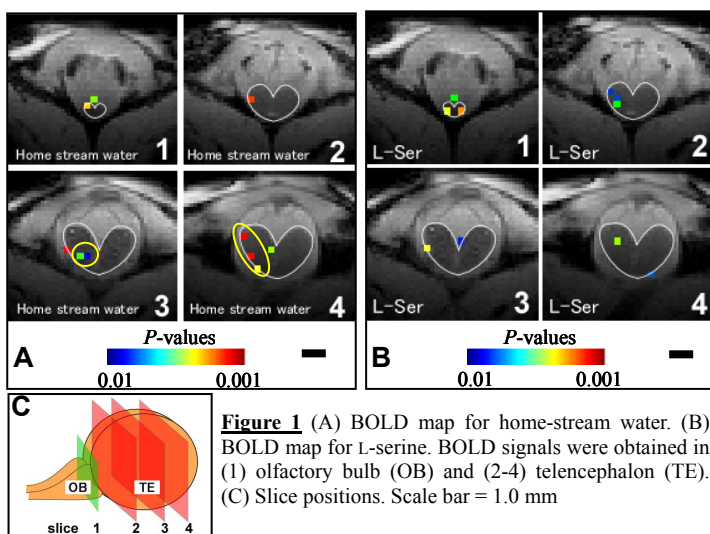 1
Home stream water
2
Home stream water
3
Home stream water
4
Home stream water
A
P-values
0.01 0.001
1
L-Ser
2
L-Ser
3
L-Ser
4
L-Ser
B
P-values
0.01 0.001
C
OB TE
slice 1 2 3 4
Figure 1 (A) BOLD map for home-stream water. (B)
BOLD map for L-serine. BOLD signals were obtained in
(1) olfactory bulb (OB) and (2-4) telencephalon (TE).
(C) Slice positions. Scale bar = 1.0 mm